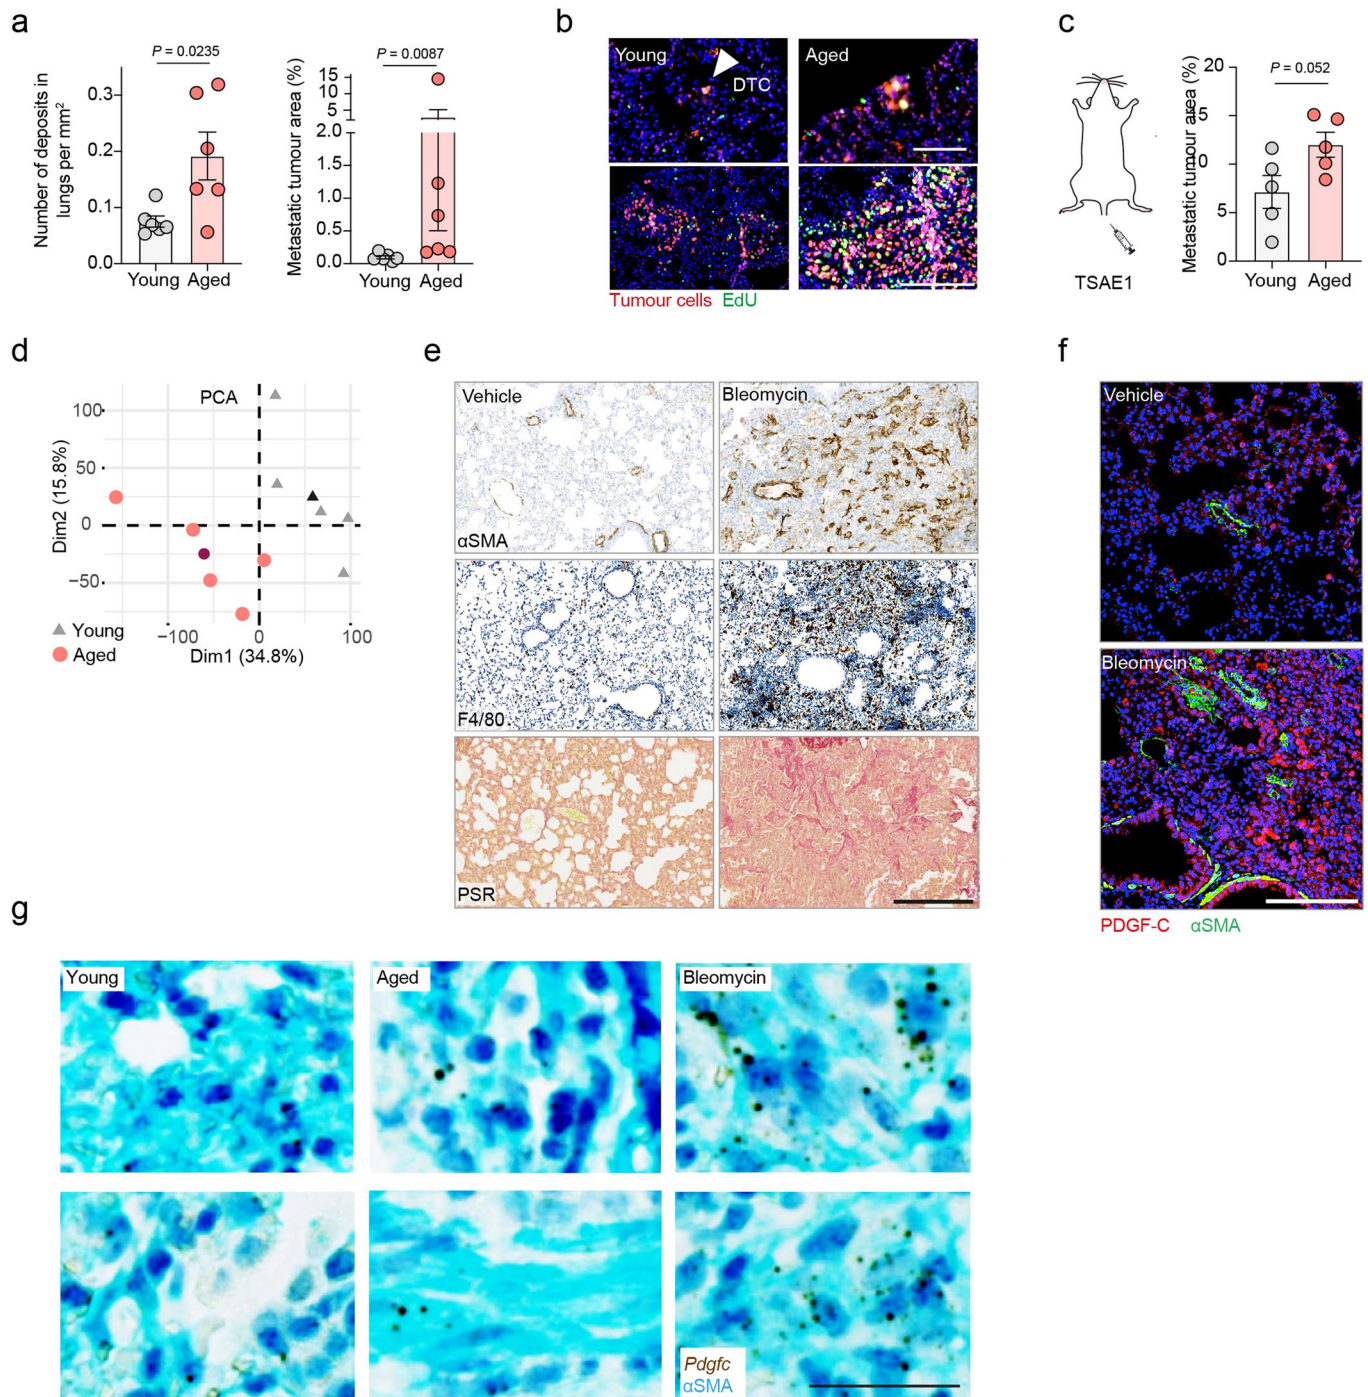 a
P = 0.0235
Number of deposits in
lungs per mm²
0.3
0.2
0.1
0.0
Young Aged
P = 0.0087
Metastatic tumour area (%)
15
10
5
2.0
1.5
1.0
0.5
0.0
Young Aged
b
Young
DTC
Aged
Tumour cells EdU
c
TSAE1
P = 0.052
Metastatic tumour area (%)
20
15
10
5
0
Young Aged
d
PCA
Dim2 (15.8%)
100
50
0
−50
−100 0 100
Dim1 (34.8%)
Young
Aged
e
Vehicle
Bleomycin
αSMA
F4/80
PSR
f
Vehicle
Bleomycin
PDGF-C αSMA
g
Young
Aged
Bleomycin
Pdgfc
αSMA